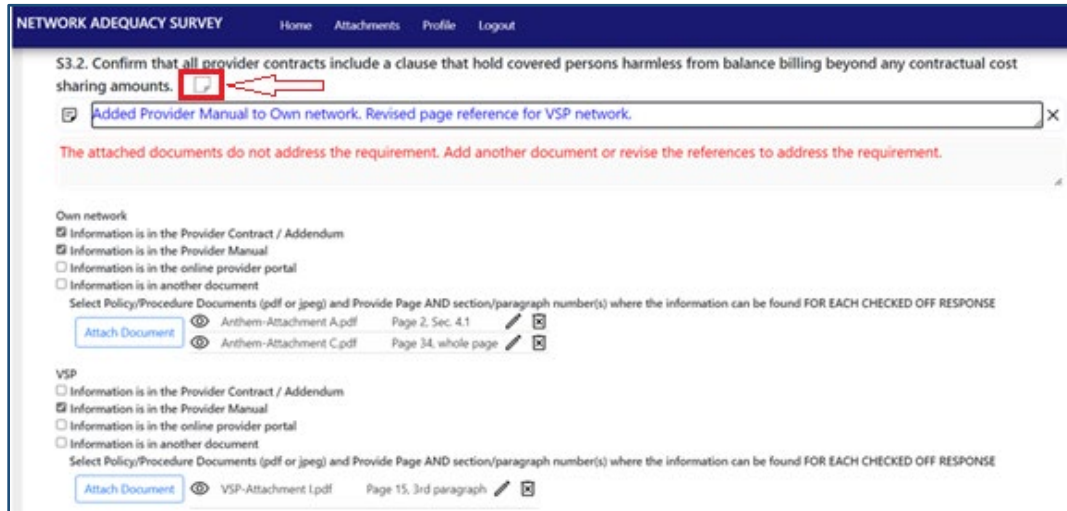 NETWORK ADEQUACY SURVEY Home Attachments Profile Logout
S3.2. Confirm that all provider contracts include a clause that hold covered persons harmless from balance billing beyond any contractual cost
sharing amounts.
Added Provider Manual to Own network. Revised page reference for VSP network.
The attached documents do not address the requirement. Add another document or revise the references to address the requirement.
Own network
Information is in the Provider Contract / Addendum
Information is in the Provider Manual
Information is in the online provider portal
Information is in another document
Select Policy/Procedure Documents (pdf or jpeg) and Provide Page AND section/paragraph number(s) where the information can be found FOR EACH CHECKED OFF RESPONSE
Attach Document
Anthem-Attachment A.pdf Page 2, Sec. 4.1
Anthem-Attachment C.pdf Page 34, whole page
VSP
Information is in the Provider Contract / Addendum
Information is in the Provider Manual
Information is in the online provider portal
Information is in another document
Select Policy/Procedure Documents (pdf or jpeg) and Provide Page AND section/paragraph number(s) where the information can be found FOR EACH CHECKED OFF RESPONSE
Attach Document VSP-Attachment I.pdf Page 15, 3rd paragraph